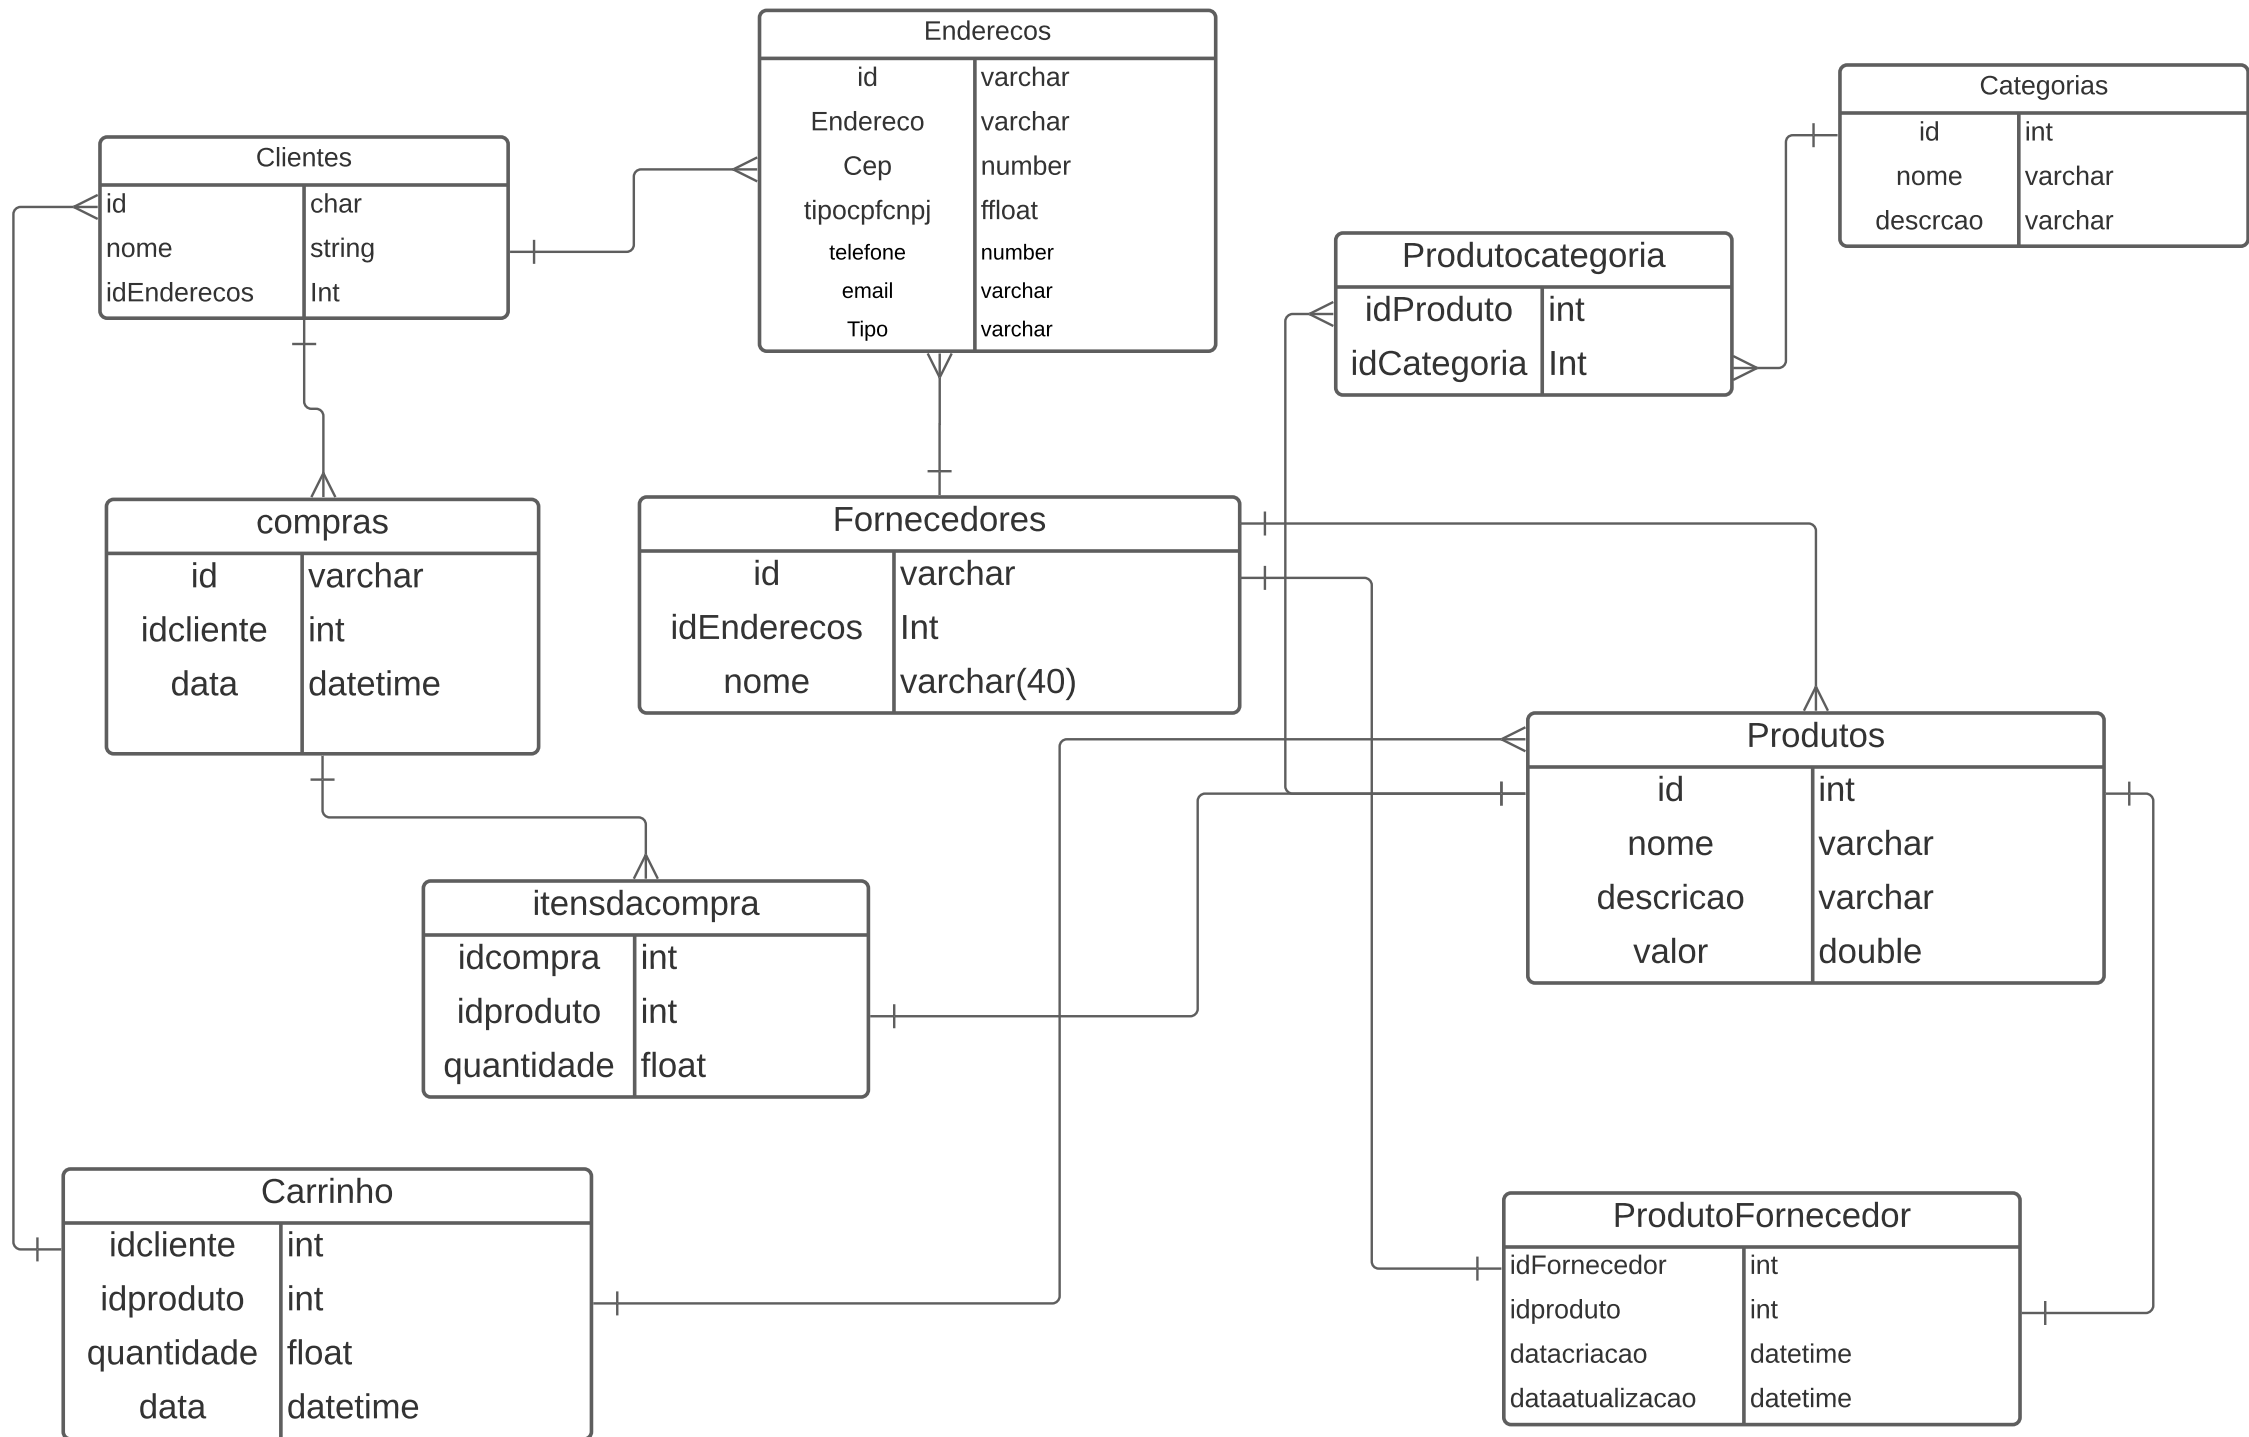 Enderecos
id varchar
Endereco varchar
Cep number
tipocpfcnpj ffloat
telefone number
email varchar
Tipo varchar
Categorias
id int
nome varchar
descrcao varchar
Clientes
id char
nome string
idEnderecos Int
Produtocategoria
idProduto int
idCategoria Int
compras
id varchar
idcliente int
data datetime
Fornecedores
id varchar
idEnderecos Int
nome varchar(40)
Produtos
id int
nome varchar
descricao varchar
valor double
itensdacompra
idcompra int
idproduto int
quantidade float
Carrinho
idcliente int
idproduto int
quantidade float
data datetime
ProdutoFornecedor
idFornecedor int
idproduto int
datacriacao datetime
dataatualizacao datetime